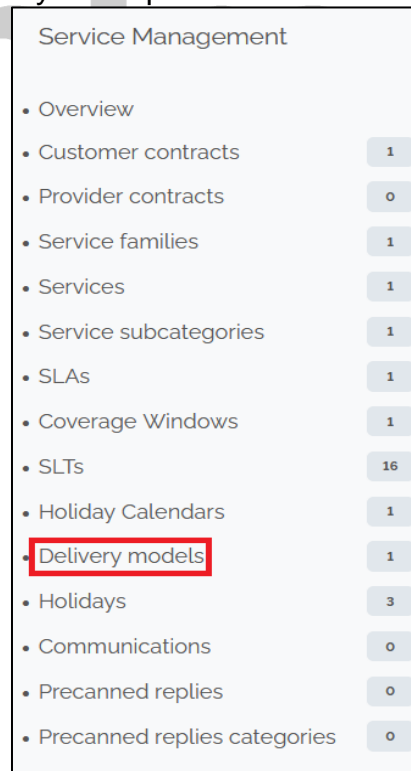 Service Management
• Overview
• Customer contracts 1
• Provider contracts 0
• Service families 1
• Services 1
• Service subcategories 1
• SLAs 1
• Coverage Windows 1
• SLTs 16
• Holiday Calendars 1
• Delivery models 1
• Holidays 3
• Communications 0
• Precanned replies 0
• Precanned replies categories 0